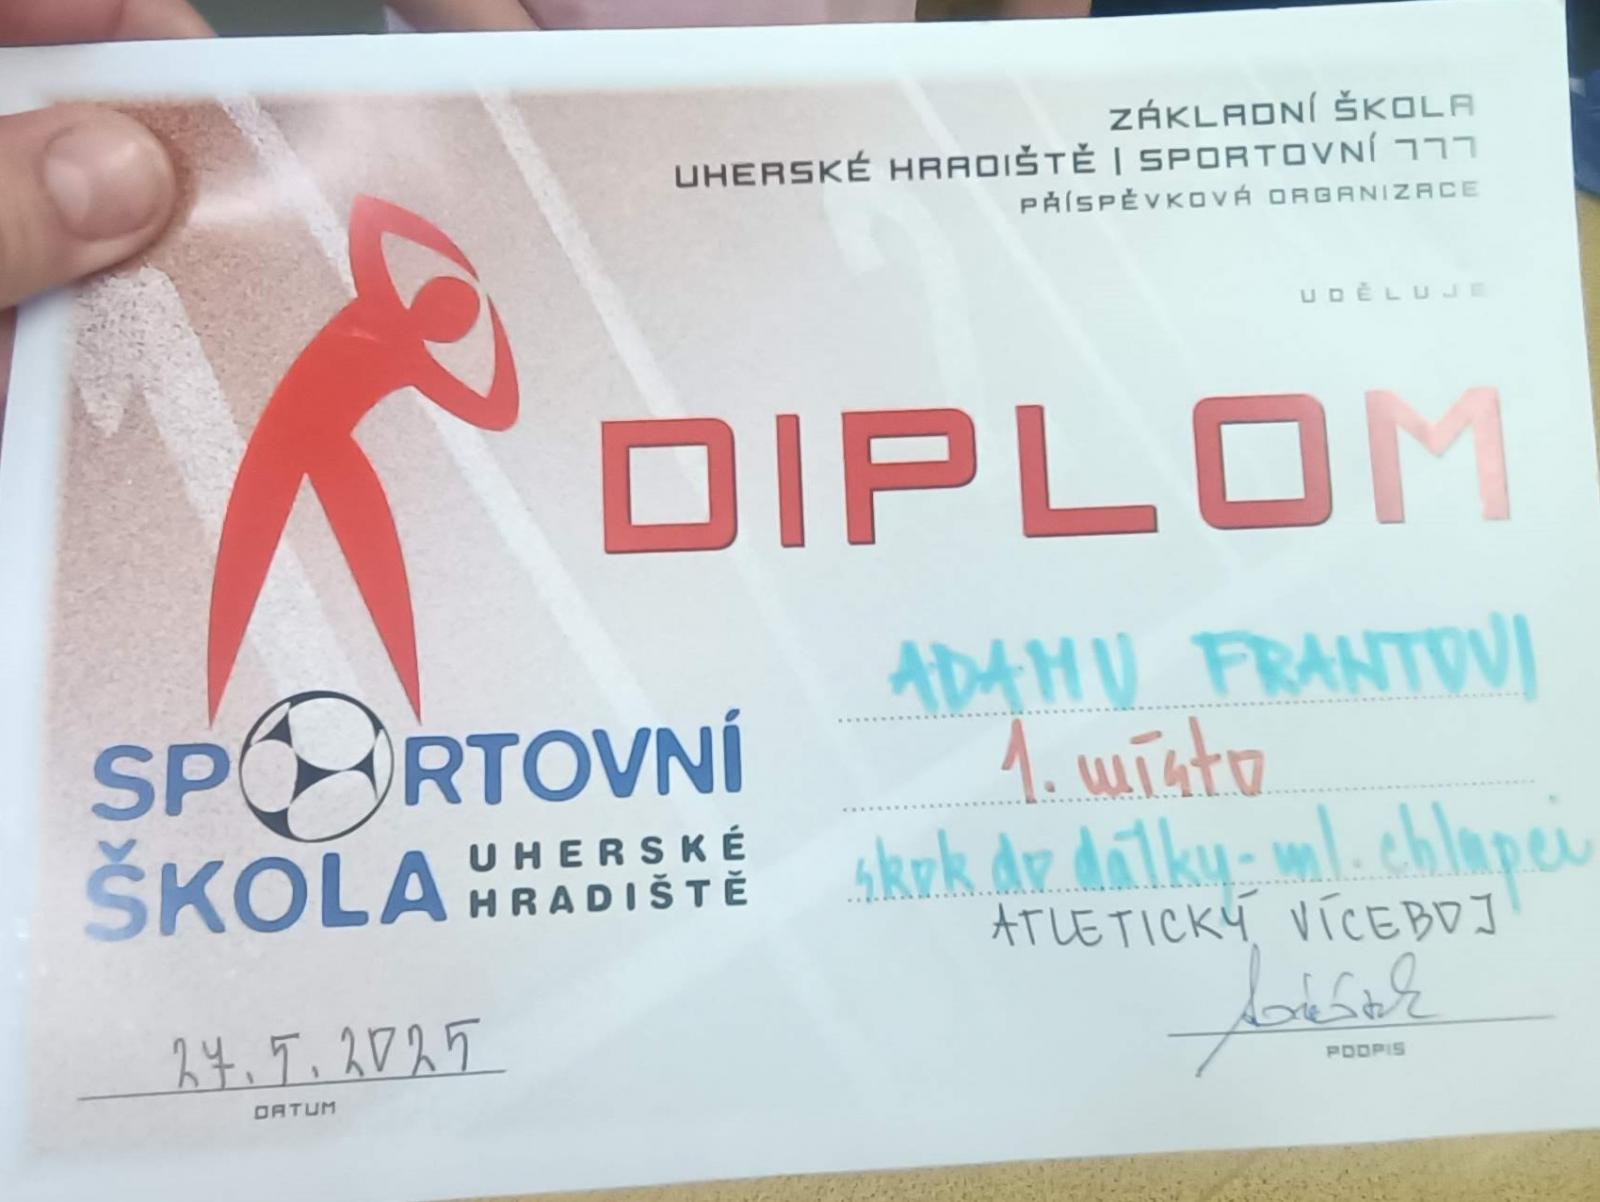 ZÁKLADNÍ ŠKOLA
UHERSKÉ HRADIŠTĚ | SPORTOVNÍ 777
PŘÍSPĚVKOVÁ ORGANIZACE
UDĚLUJE
DIPLOM
ADAMU FRANTOVI
1. místo
skok do dálky - ml. chlapci
ATLETICKÝ VÍCEBOJ
SPORTOVNÍ
ŠKOLA UHERSKÉ
HRADIŠTĚ
27.5.2025
DATUM
PODPIS